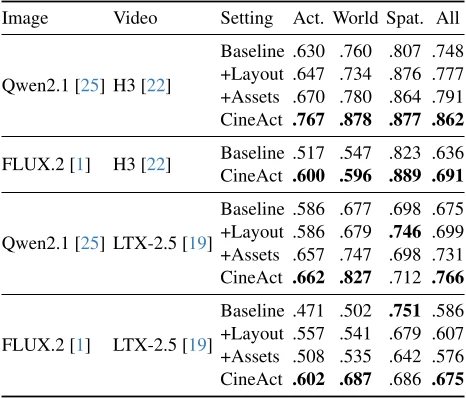 Image Video Setting Act. World Spat. All
Baseline .630 .760 .807 .748
+Layout .647 .734 .876 .777
Qwen2.1 [25] H3 [22]
+Assets .670 .780 .864 .791
CineAct .767 .878 .877 .862
Baseline .517 .547 .823 .636
FLUX.2 [1] H3 [22]
CineAct .600 .596 .889 .691
Baseline .586 .677 .698 .675
+Layout .586 .679 .746 .699
Qwen2.1 [25] LTX-2.5 [19]
+Assets .657 .747 .698 .731
CineAct .662 .827 .712 .766
Baseline .471 .502 .751 .586
+Layout .557 .541 .679 .607
FLUX.2 [1] LTX-2.5 [19]
+Assets .508 .535 .642 .576
CineAct .602 .687 .686 .675